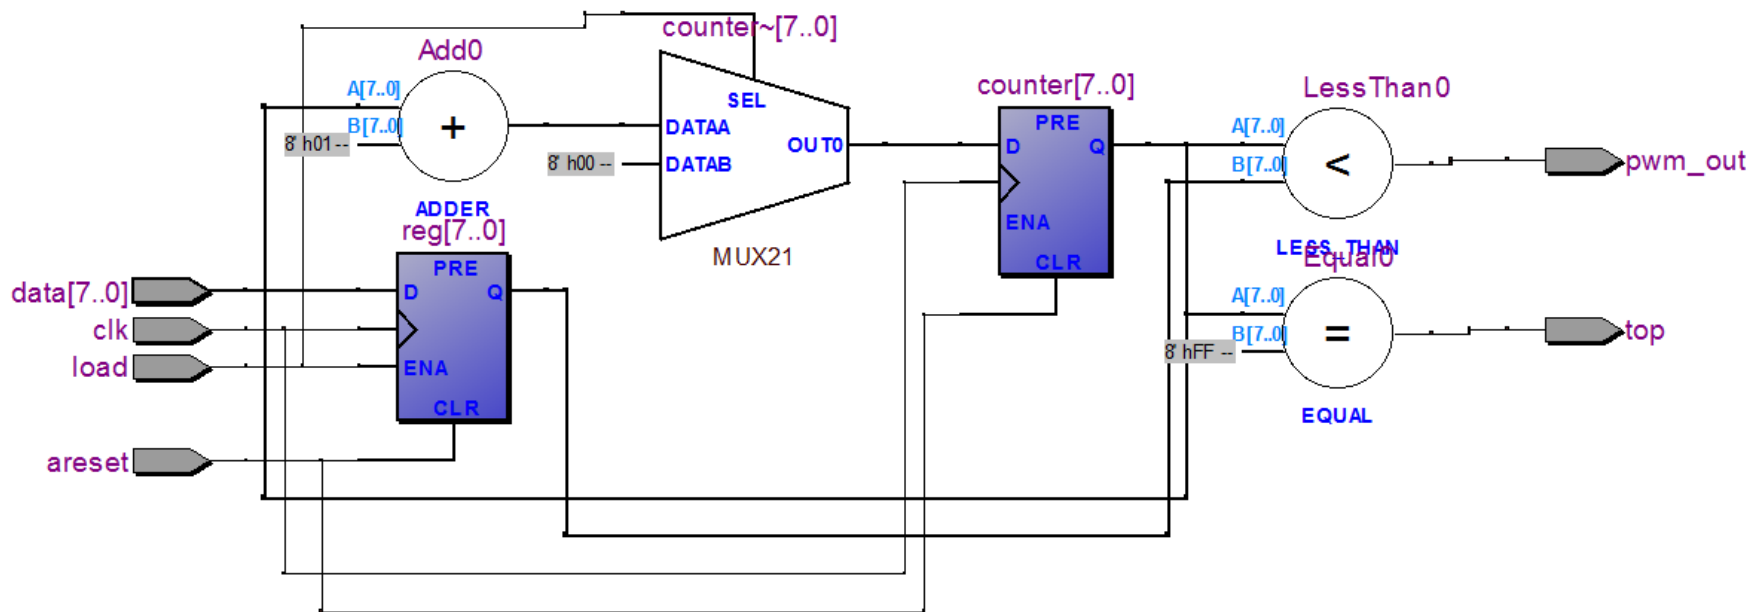 counter~[7..0]
Add0
A[7..0]
B[7..0]
8' h01 --
+
ADDER
SEL
DATAA
DATAB
OUT0
8' h00 --
MUX21
counter[7..0]
PRE
D
Q
ENA
CLR
LessThan0
A[7..0]
B[7..0]
<
LESS_THAN
pwm_out
Equal0
A[7..0]
B[7..0]
8' hFF --
=
EQUAL
top
reg[7..0]
PRE
D
Q
ENA
CLR
data[7..0]
clk
load
areset